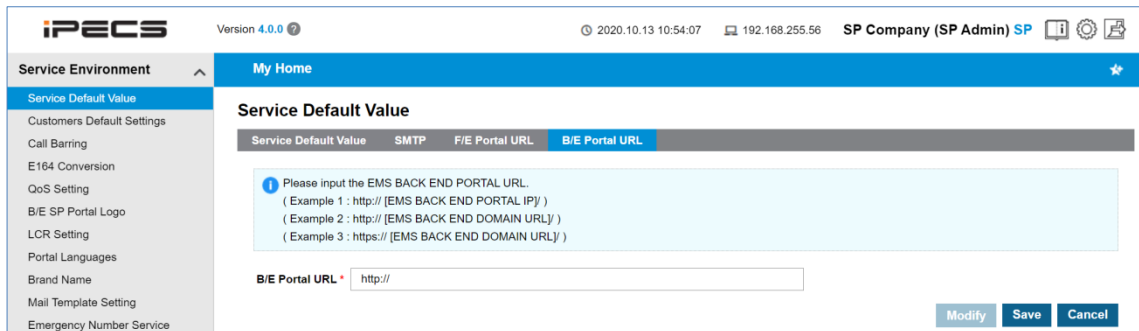 iPECS
Version 4.0.0 ?
2020.10.13 10:54:07 192.168.255.56 SP Company (SP Admin) SP
Service Environment
Service Default Value
Customers Default Settings
Call Barring
E164 Conversion
QoS Setting
B/E SP Portal Logo
LCR Setting
Portal Languages
Brand Name
Mail Template Setting
Emergency Number Service
My Home
Service Default Value
Service Default Value SMTP F/E Portal URL B/E Portal URL
Please input the EMS BACK END PORTAL URL.
( Example 1 : http:// [EMS BACK END PORTAL IP]/ )
( Example 2 : http:// [EMS BACK END DOMAIN URL]/ )
( Example 3 : https:// [EMS BACK END DOMAIN URL]/ )
B/E Portal URL * http://
Modify Save Cancel